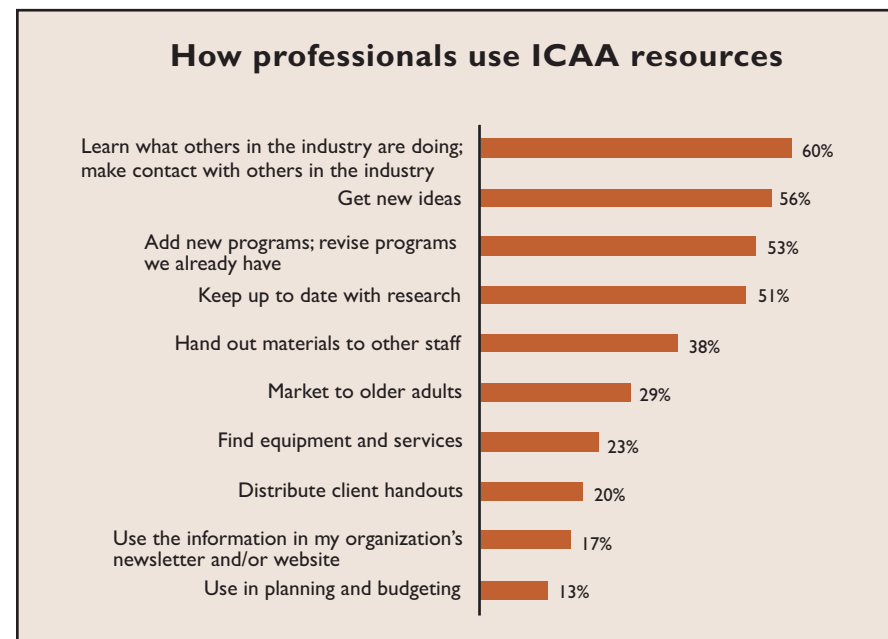 How professionals use ICAA resources
Learn what others in the industry are doing;
make contact with others in the industry
60%
Get new ideas
56%
Add new programs; revise programs
we already have
53%
Keep up to date with research
51%
Hand out materials to other staff
38%
Market to older adults
29%
Find equipment and services
23%
Distribute client handouts
20%
Use the information in my organization’s
newsletter and/or website
17%
Use in planning and budgeting
13%